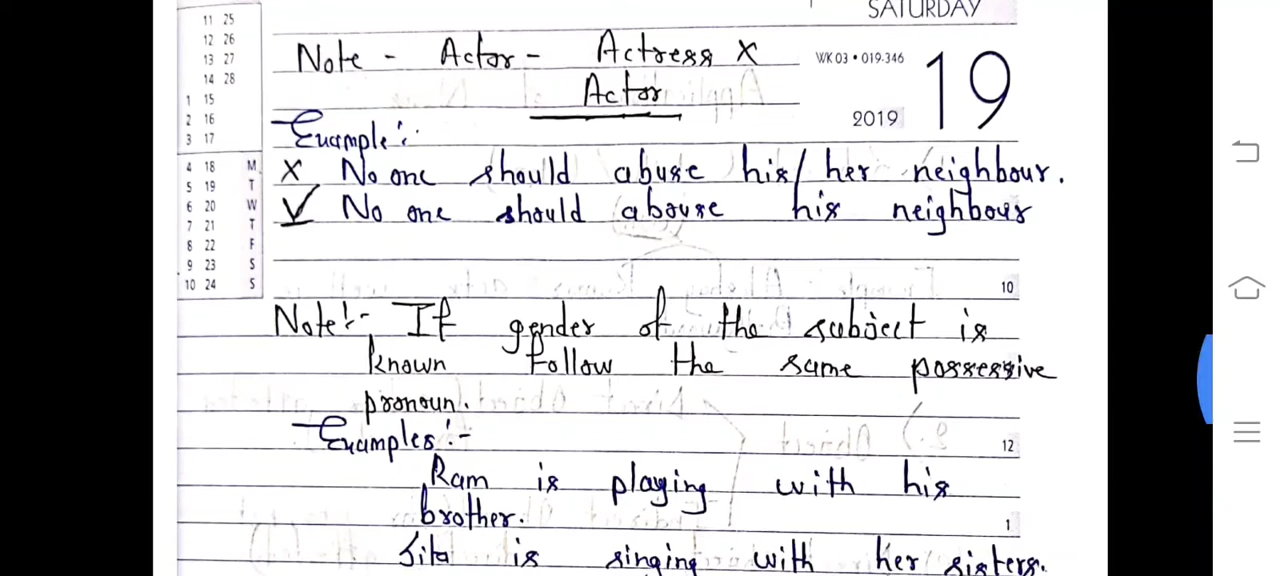 SATURDAY
11 25
12 26
13 27
14 28
1 15
2 16
3 17
4 18 M
5 19 T
6 20 W
7 21 T
8 22 F
9 23 S
10 24 S
WK 03 • 019.346
19
2019
Note - Actor - Actress X
Actor
Example:-
X No one should abuse his/her neighbour.
✓ No one should abouse his neighbour
10
Note:- If gender of the subject is
known follow the same possessive
pronoun.
Examples:-
12
Ram is playing with his
brother.
1
Sita is singing with her sisters.